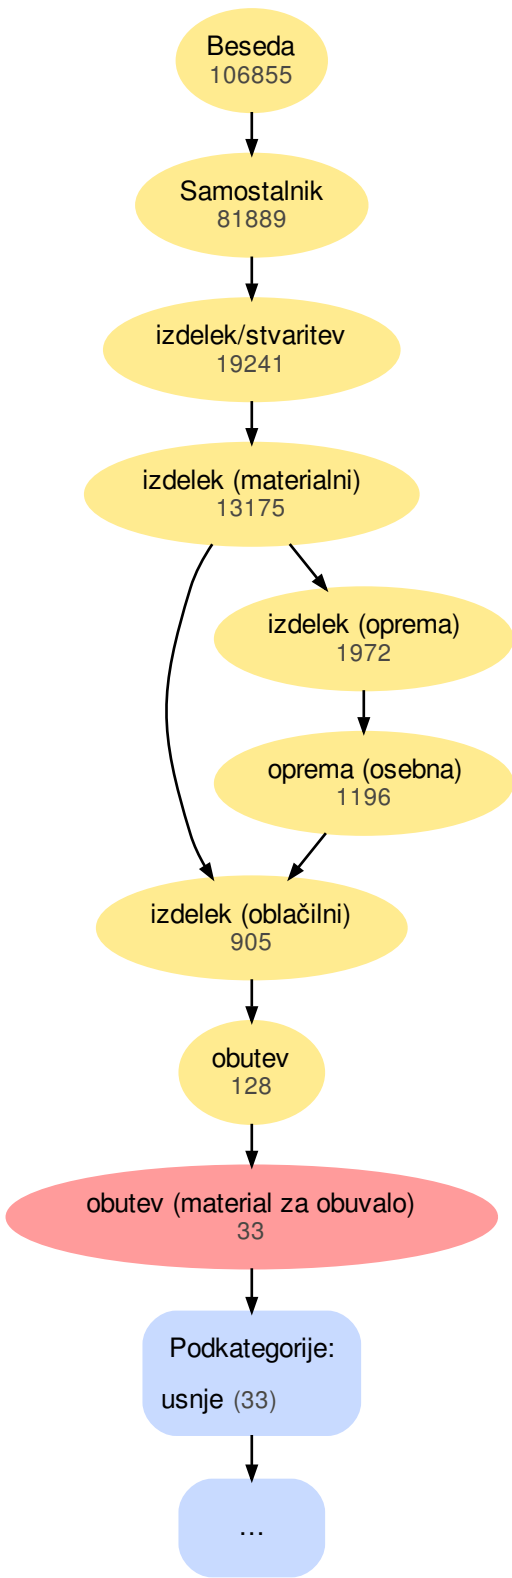 Beseda
106855
Samostalnik
81889
izdelek/stvaritev
19241
izdelek (materialni)
13175
izdelek (oprema)
1972
oprema (osebna)
1196
izdelek (oblačilni)
905
obutev
128
obutev (material za obuvalo)
33
Podkategorije:
usnje (33)
...